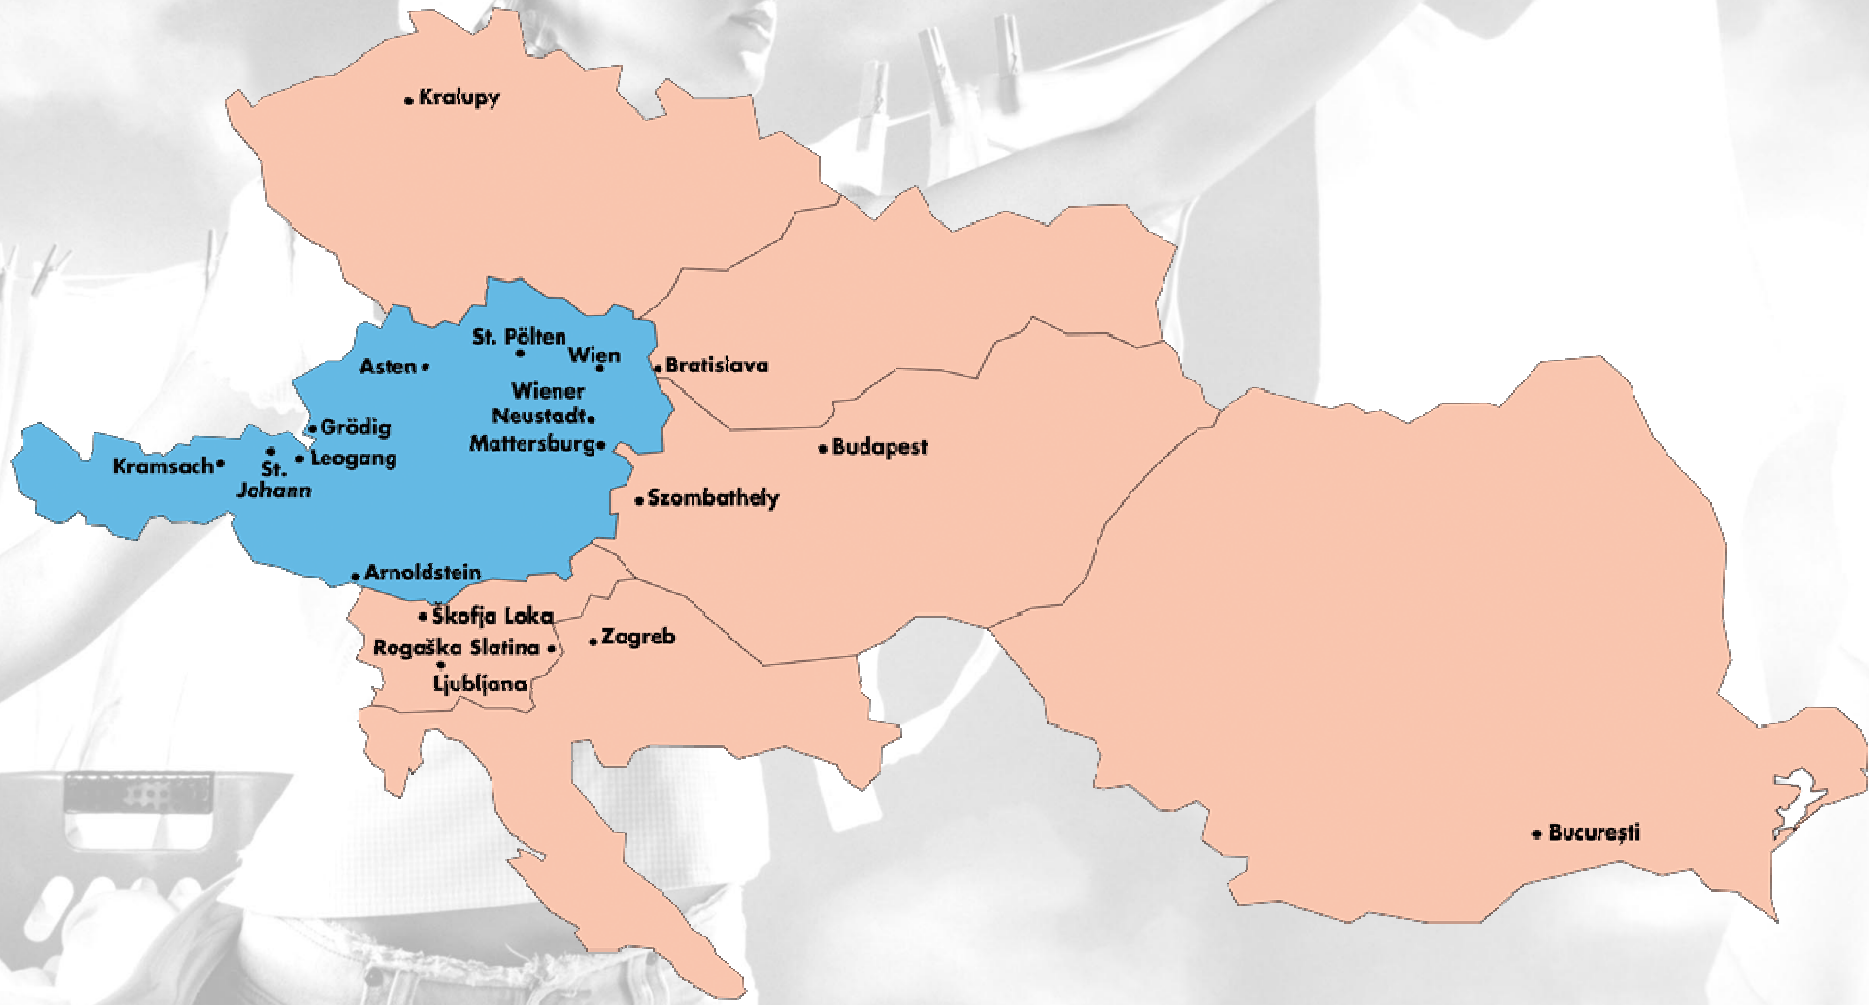 Kralupy
St. Pölten
Wien
Asten
Bratislava
Wiener
Neustadt
Grödig
Mattersburg
Budapest
Leogang
Kramsach
St.
Johann
Szombathely
Arnoldstein
Škofja Loka
Zagreb
Rogaška Slatina
Ljubljana
București